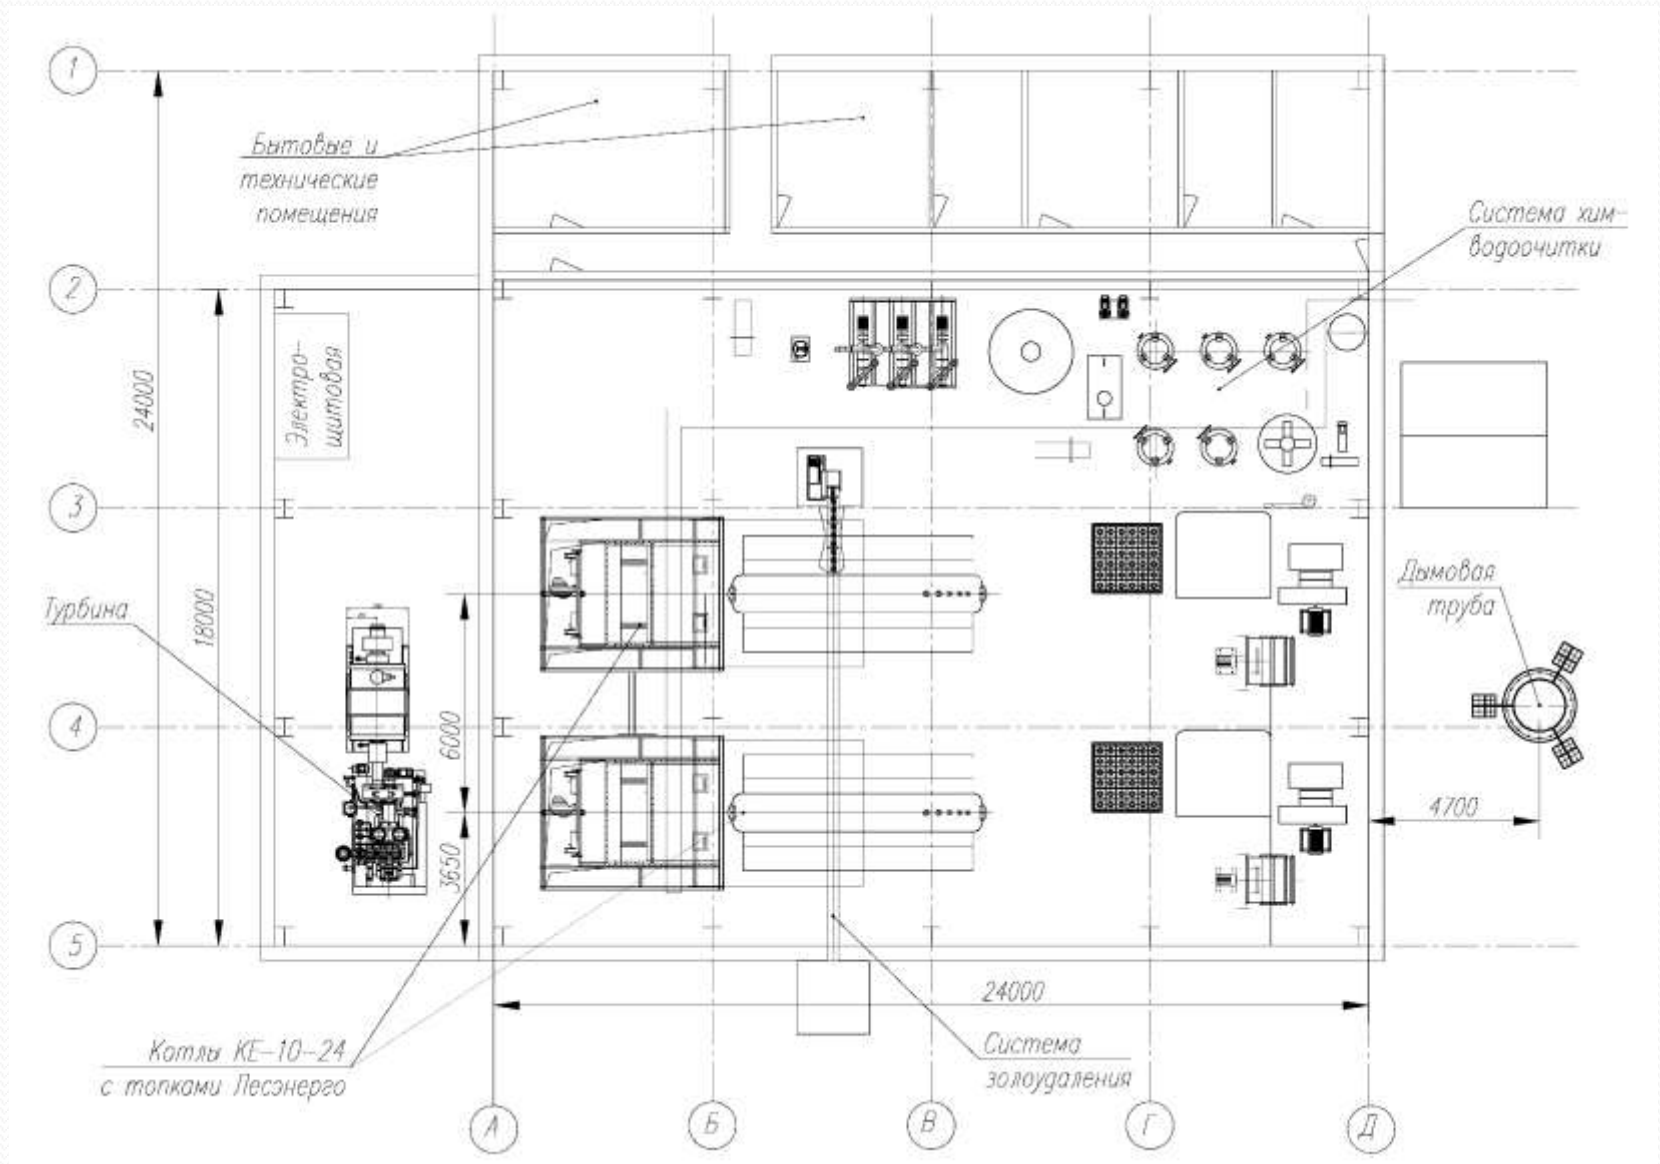 1
Бытовые и
технические
помещения
Система хим-
водоочитки
2
Электро-
щитовая
24000
3
Дымовая
труба
Турбина
18000
6000
4
4700
3650
5
24000
Котлы КЕ-10-24
с топками Лесэнерго
Система
золоудаления
А
Б
В
Г
Д